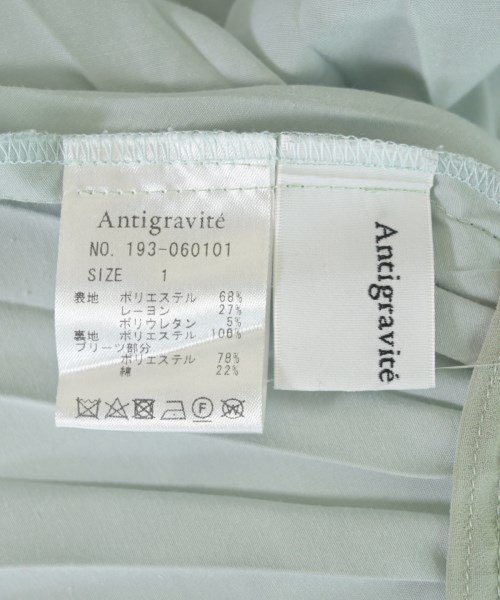 Antigravité
NO. 193-060101
SIZE 1
表地 ポリエステル 68%
レーヨン 27%
ポリウレタン 5%
裏地 ポリエステル 100%
プリーツ部分
ポリエステル 78%
綿 22%
F
W
Antigravité